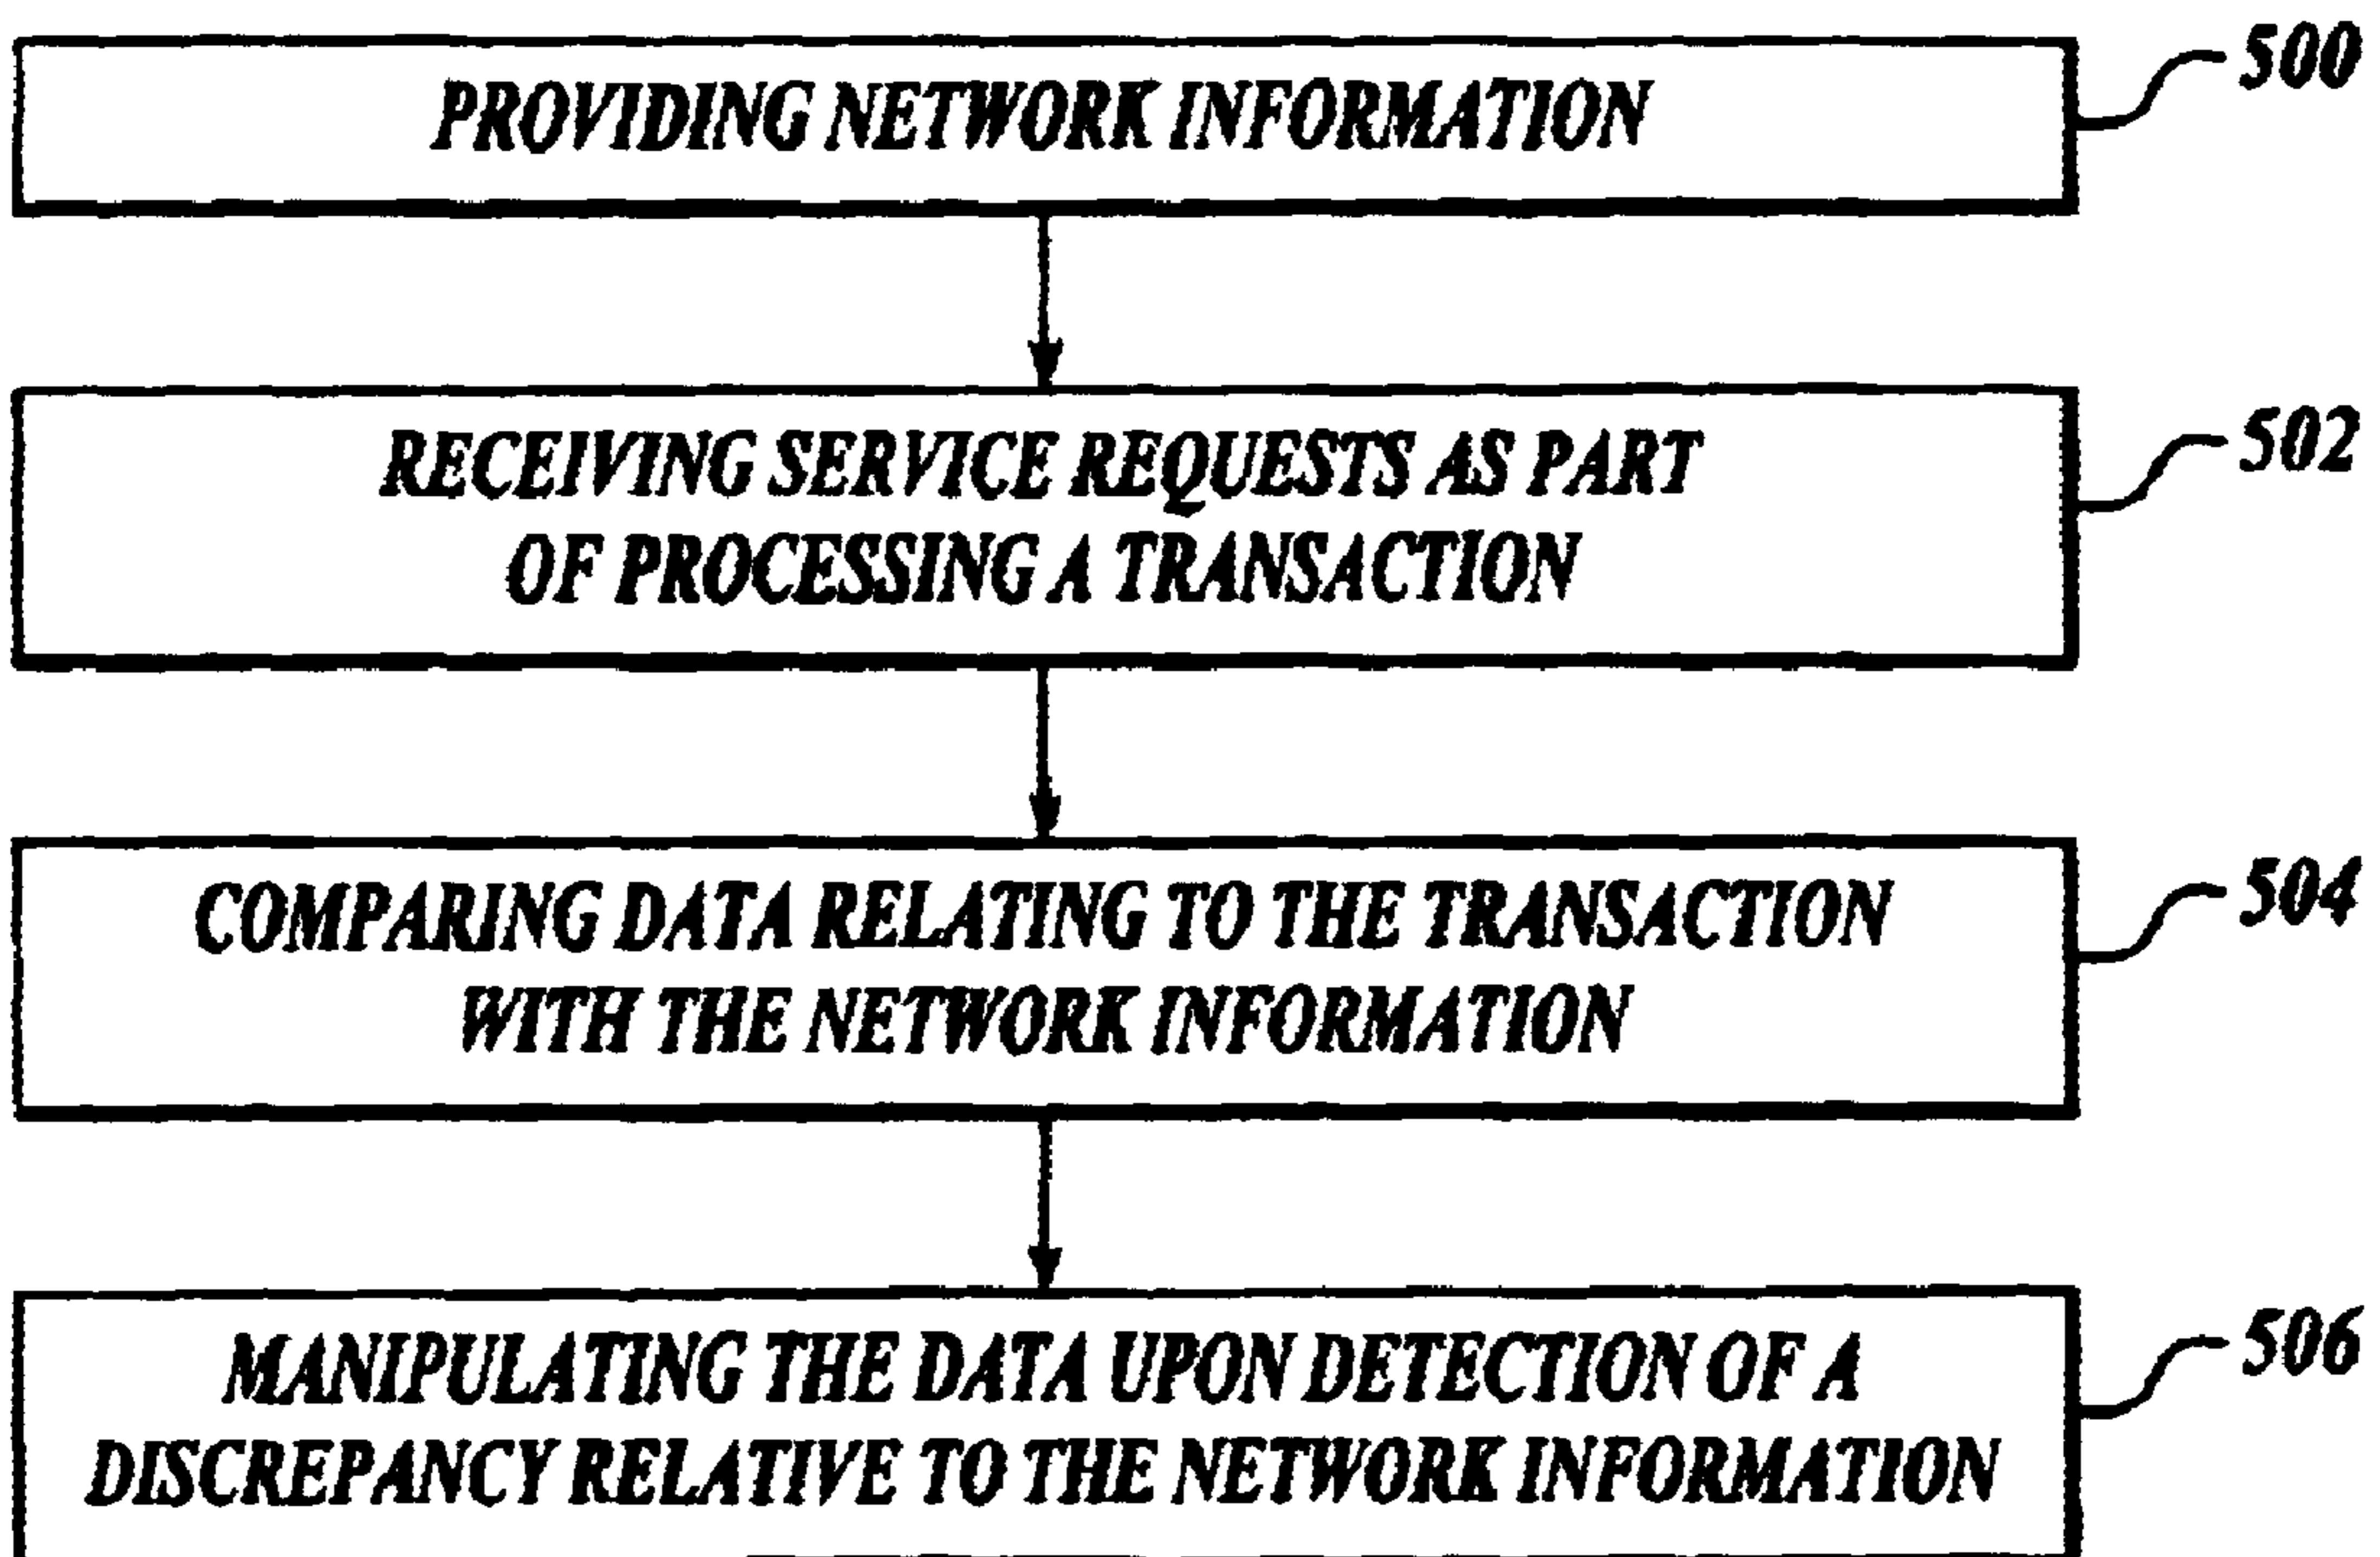 PROVIDING NETWORK INFORMATION
500
RECEIVING SERVICE REQUESTS AS PART
OF PROCESSING A TRANSACTION
502
COMPARING DATA RELATING TO THE TRANSACTION
WITH THE NETWORK INFORMATION
504
MANIPULATING THE DATA UPON DETECTION OF A
DISCREPANCY RELATIVE TO THE NETWORK INFORMATION
506